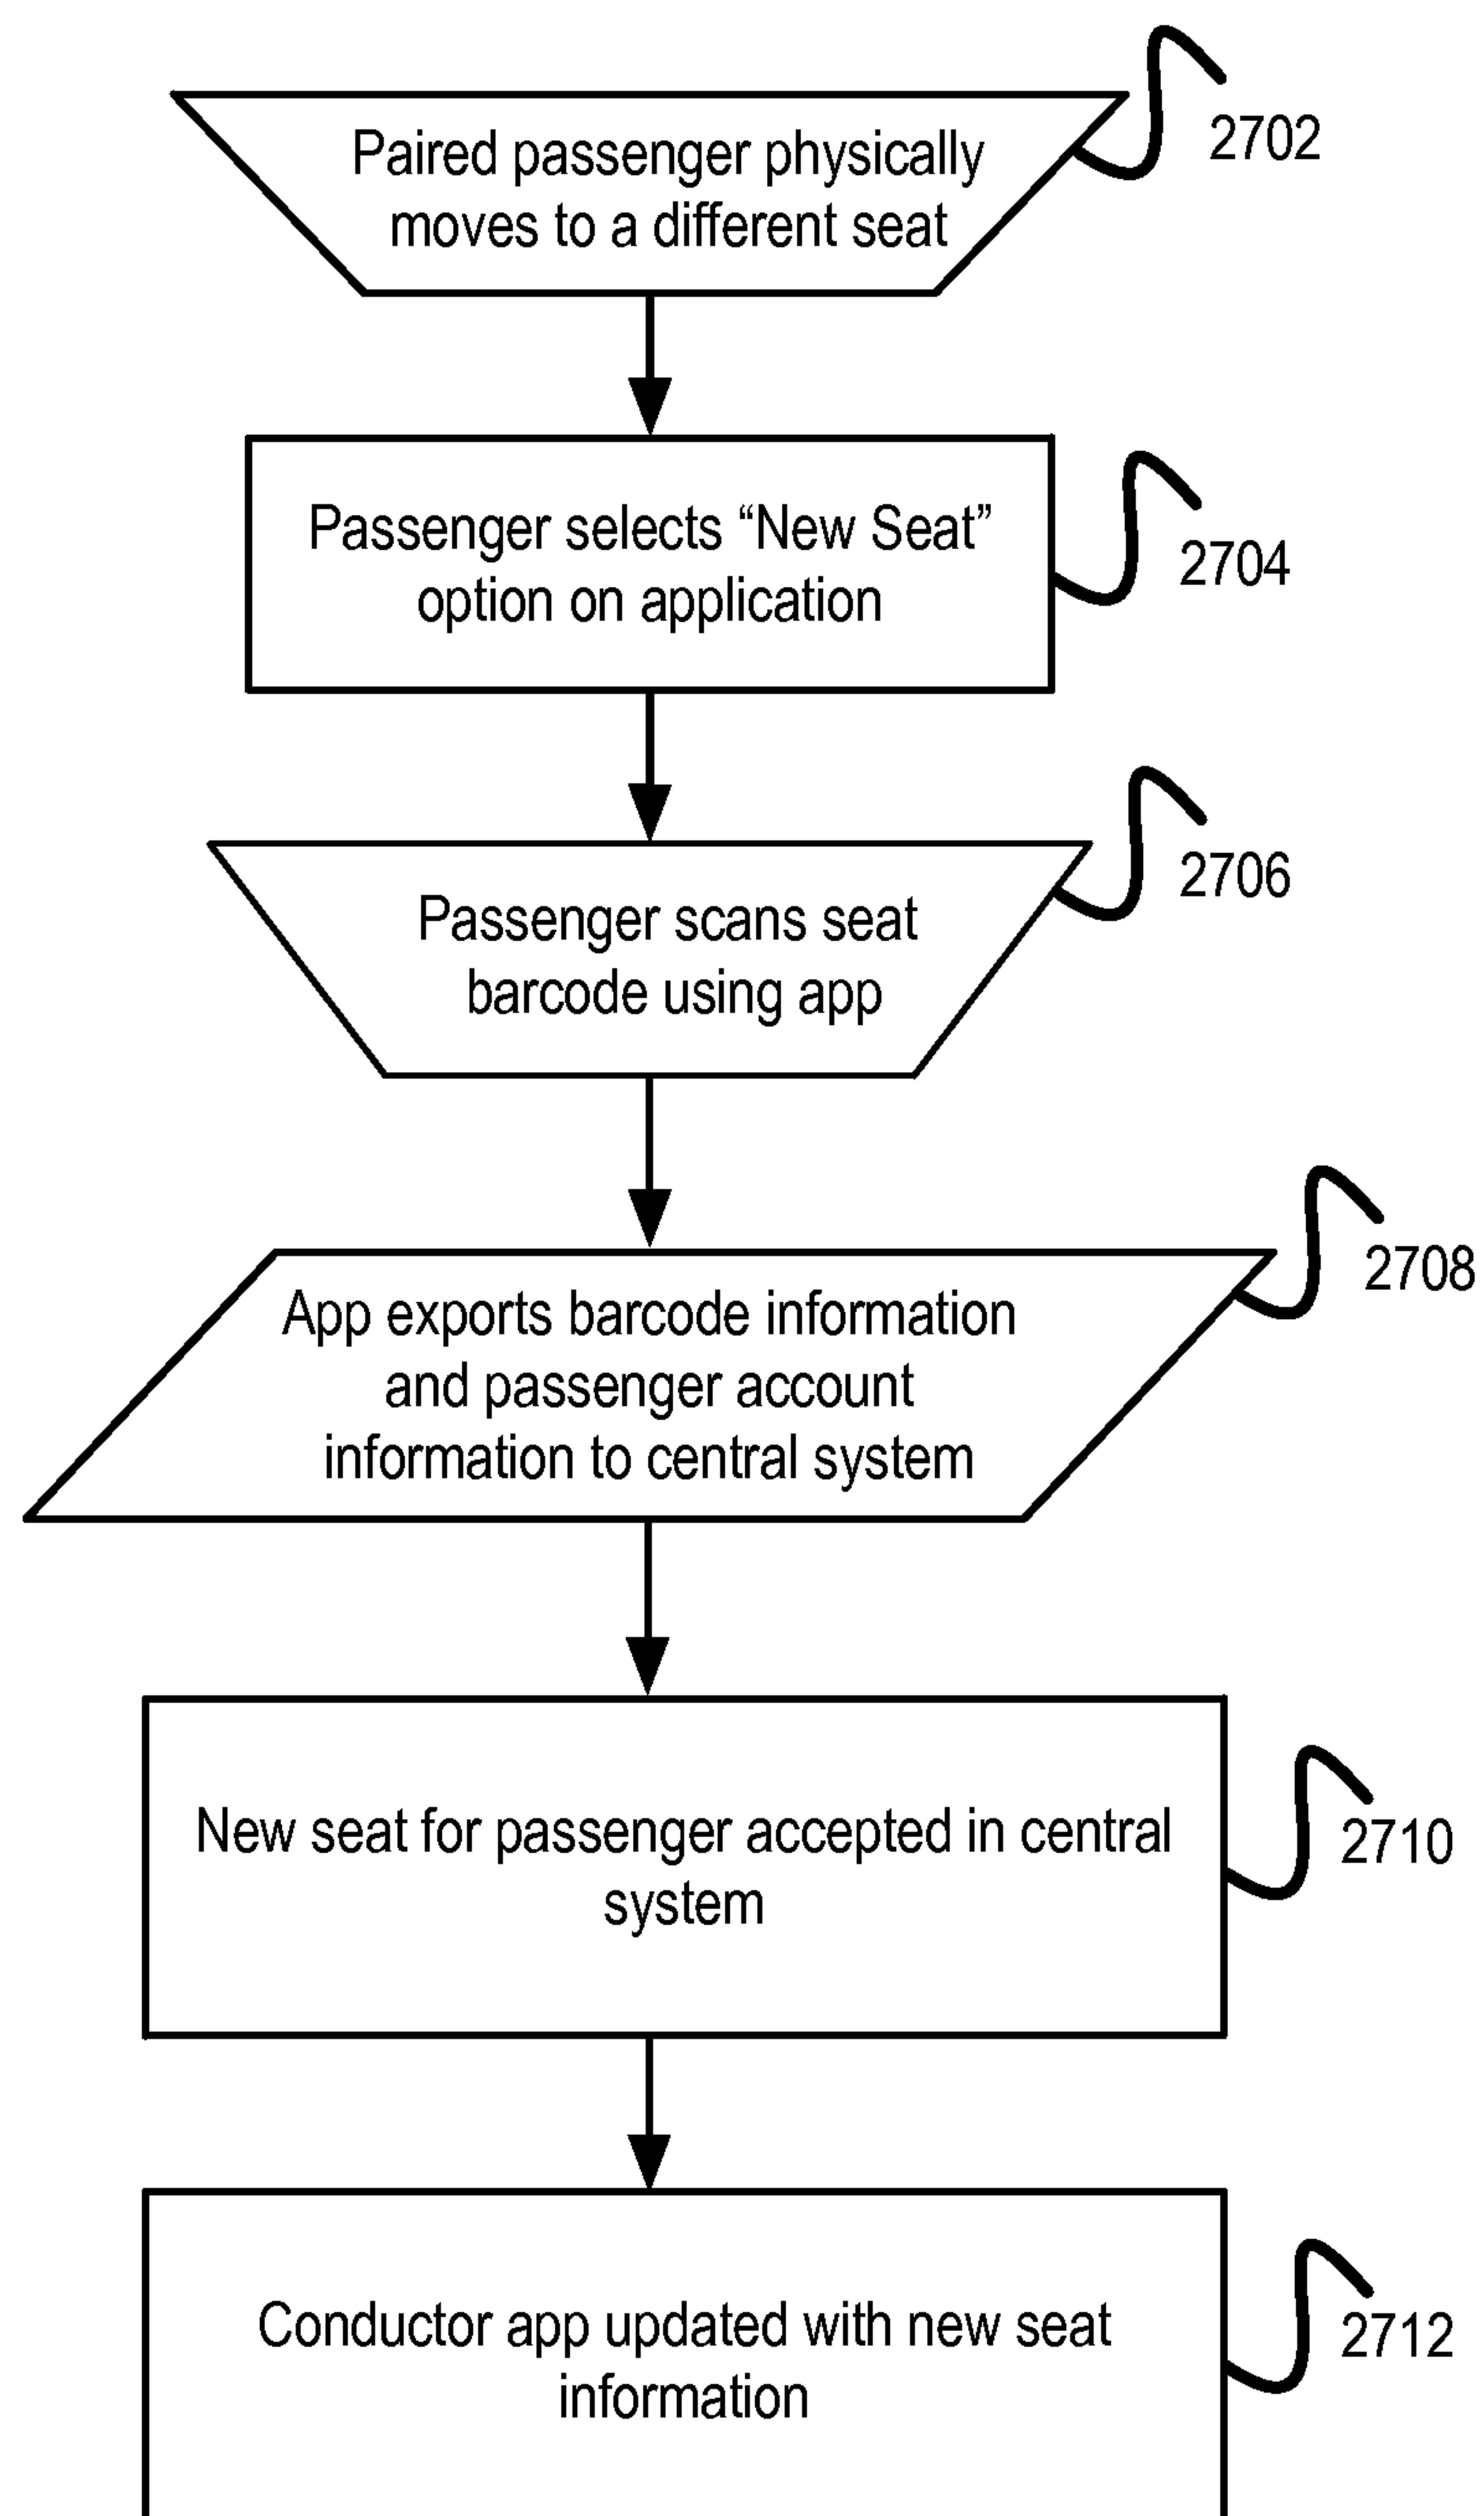 Paired passenger physically
moves to a different seat
2702
Passenger selects “New Seat”
option on application
2704
Passenger scans seat
barcode using app
2706
App exports barcode information
and passenger account
information to central system
2708
New seat for passenger accepted in central
system
2710
Conductor app updated with new seat
information
2712